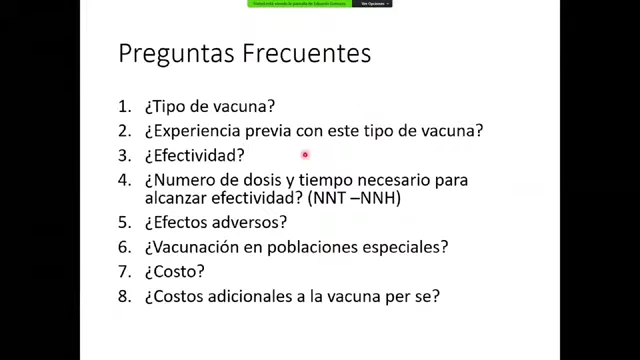 Ver Opciones
Preguntas Frecuentes
1. ¿Tipo de vacuna?
2. ¿Experiencia previa con este tipo de vacuna?
3. ¿Efectividad?
4. ¿Numero de dosis y tiempo necesario para
alcanzar efectividad? (NNT –NNH)
5. ¿Efectos adversos?
6. ¿Vacunación en poblaciones especiales?
7. ¿Costo?
8. ¿Costos adicionales a la vacuna per se?